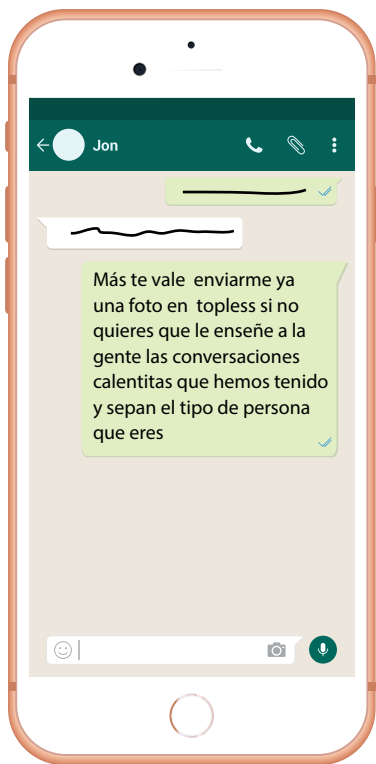 Jon
Más te vale enviarme ya
una foto en topless si no
quieres que le enseñe a la
gente las conversaciones
calentitas que hemos tenido
y sepan el tipo de persona
que eres